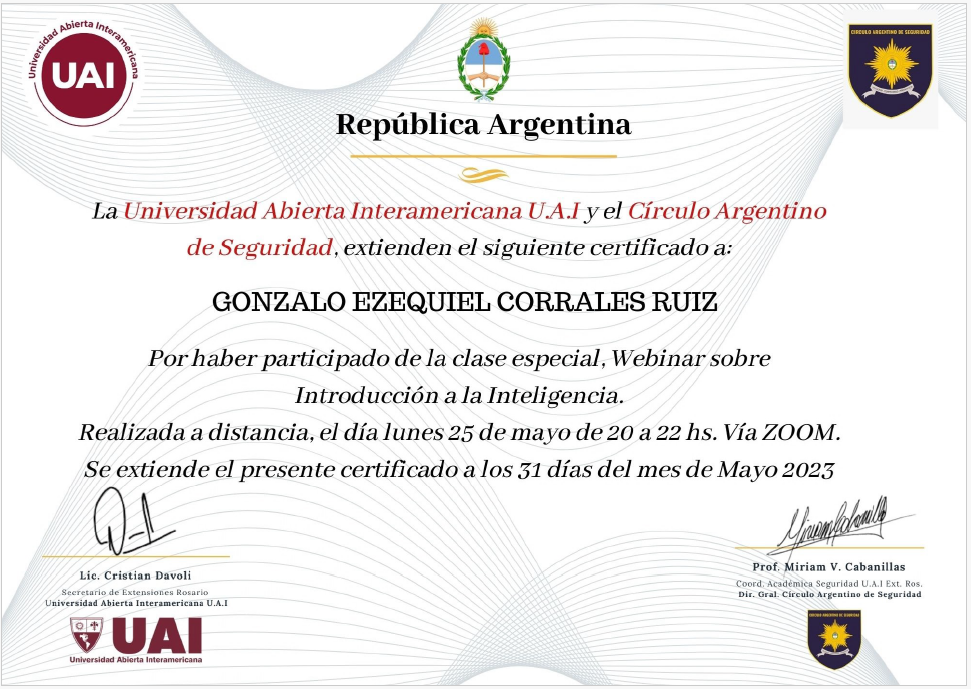 Universidad Abierta Interamericana
UAI
CÍRCULO ARGENTINO DE SEGURIDAD
República Argentina
La Universidad Abierta Interamericana U.A.I y el Círculo Argentino
de Seguridad, extienden el siguiente certificado a:
GONZALO EZEQUIEL CORRALES RUIZ
Por haber participado de la clase especial, Webinar sobre
Introducción a la Inteligencia.
Realizada a distancia, el día lunes 25 de mayo de 20 a 22 hs. Vía ZOOM.
Se extiende el presente certificado a los 31 días del mes de Mayo 2023
Lic. Cristian Davoli
Secretario de Extensiones Rosario
Universidad Abierta Interamericana U.A.I
UAI
Universidad Abierta Interamericana
Prof. Miriam V. Cabanillas
Coord. Académica Seguridad U.A.I Ext. Ros.
Dir. Gral. Círculo Argentino de Seguridad
CÍRCULO ARGENTINO DE SEGURIDAD